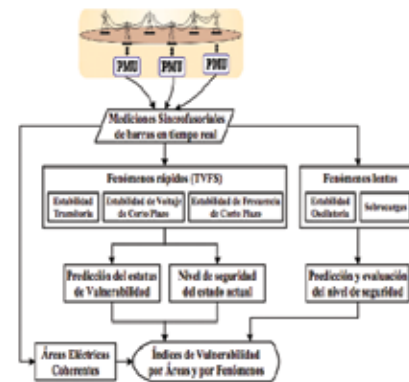 PMU PMU PMU
Mediciones Sincrofasoriales
de barras en tiempo real
Fenómenos rápidos (TVFS)
Fenómenos lentos
Estabilidad
Transitoria
Estabilidad de Voltaje
de Corto Plazo
Estabilidad de Frecuencia
de Corto Plazo
Estabilidad
Oscilatoria
Sobrecargas
Predicción del estatus
de Vulnerabilidad
Nivel de seguridad
del estado actual
Predicción y evaluación
del nivel de seguridad
Áreas Eléctricas
Coherentes
Índices de Vulnerabilidad
por Áreas y por Fenómenos